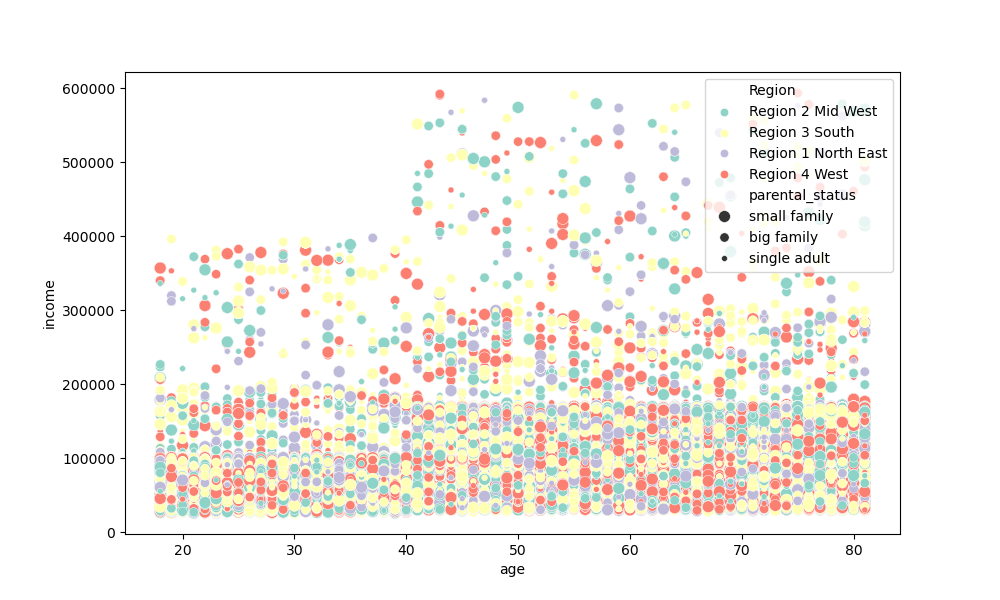 600000
500000
400000
300000
200000
100000
0
income
20
30
40
50
60
70
80
age
Region
Region 2 Mid West
Region 3 South
Region 1 North East
Region 4 West
parental_status
small family
big family
single adult